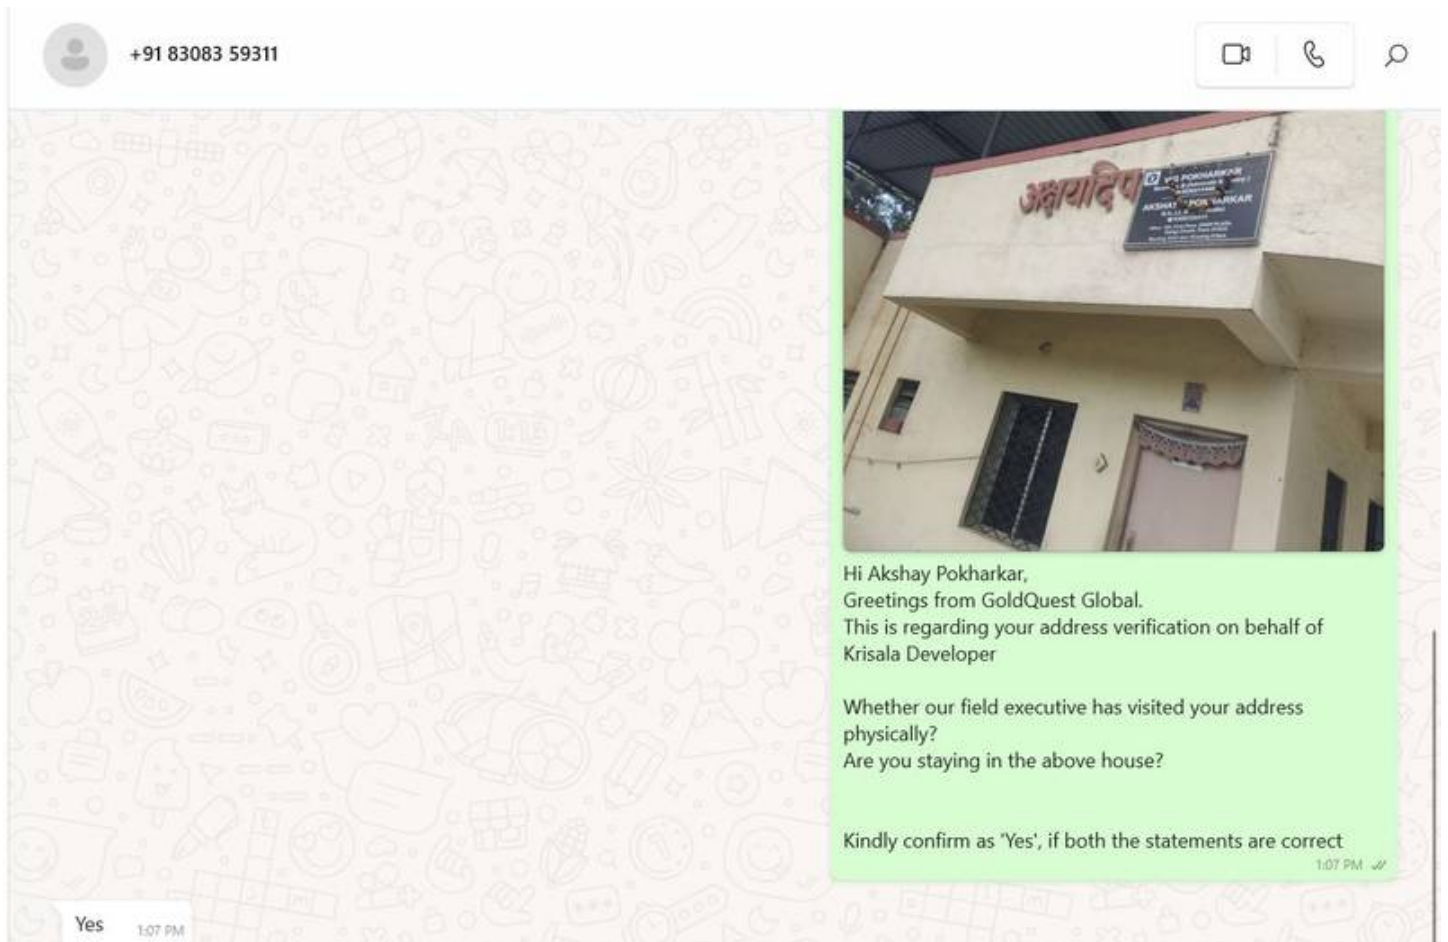 +91 83083 59311
अक्षयदिप
POKHARKAR
AKSHAY POKHARKAR
Hi Akshay Pokharkar,
Greetings from GoldQuest Global.
This is regarding your address verification on behalf of
Krisala Developer
Whether our field executive has visited your address
physically?
Are you staying in the above house?
Kindly confirm as 'Yes', if both the statements are correct
1:07 PM
Yes
1:07 PM